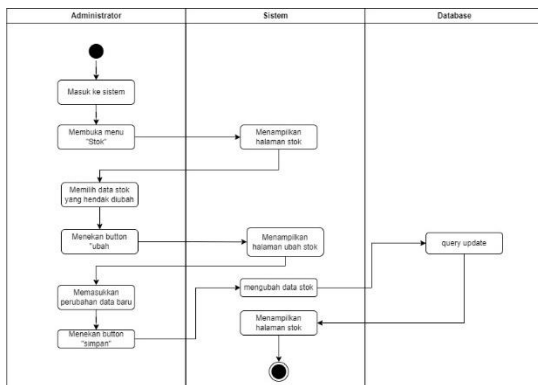 Administrator
Sistem
Database
Masuk ke sistem
Membuka menu
"Stok"
Menampilkan
halaman stok
Memilih data stok
yang hendak diubah
Menekan button
"ubah
Menampilkan
halaman ubah stok
query update
Memasukkan
perubahan data baru
mengubah data stok
Menekan button
"simpan"
Menampilkan
halaman stok